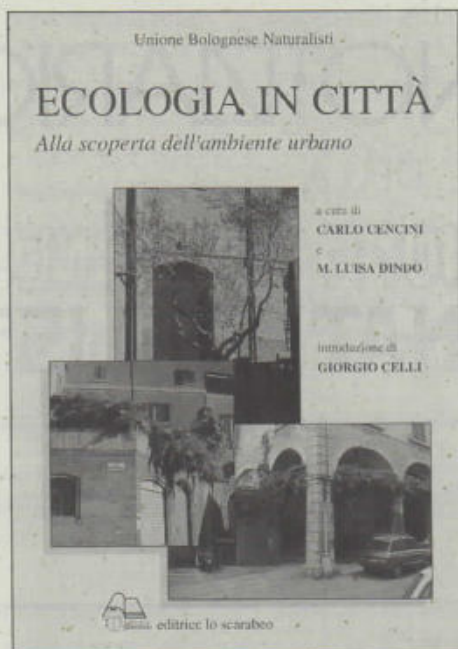 Unione Bolognese Naturalisti
ECOLOGIA IN CITTÀ
Alla scoperta dell'ambiente urbano
a cura di
CARLO CENCINI
e
M. LUISA DINDO
introduzione di
GIORGIO CELLI
editrice lo scarabeo